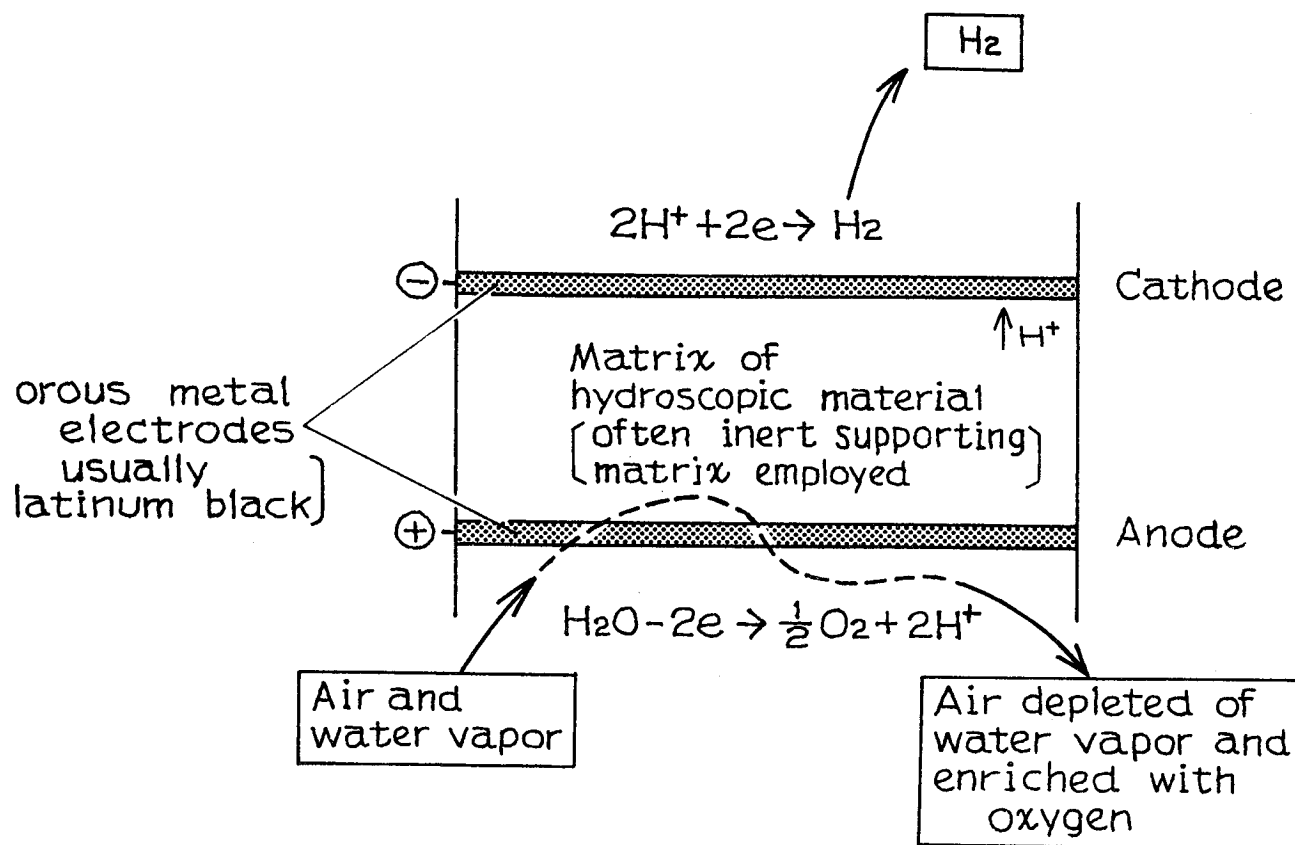 H₂
2H⁺+2e→H₂
⊖
Cathode
↑H⁺
Matrix of
hydroscopic material
[often inert supporting]
[matrix employed]
orous metal
electrodes
usually
latinum black]
⊕
Anode
H₂O-2e→½O₂+2H⁺
Air and
water vapor
Air depleted of
water vapor and
enriched with
oxygen